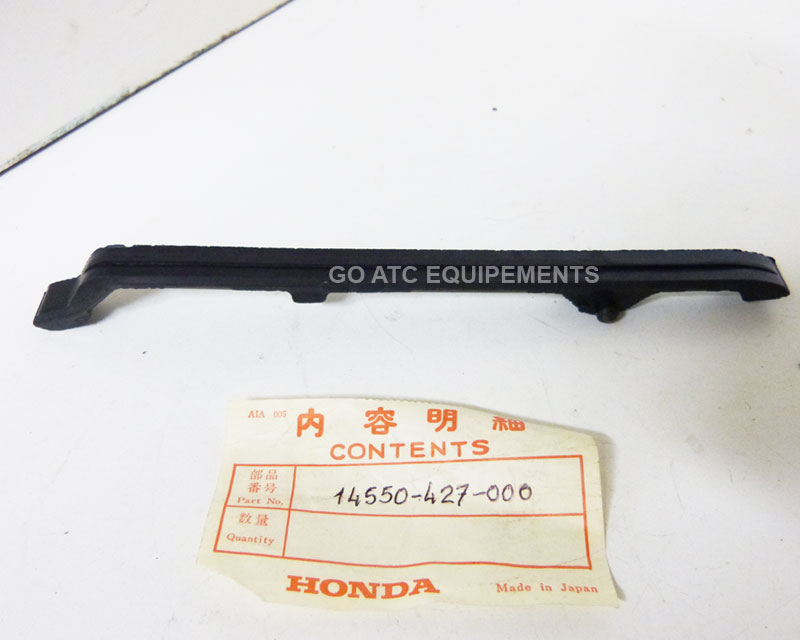 GO ATC EQUIPEMENTS
AIA 005
内容明細
CONTENTS
部品
番号
Part No.
14550-427-000
数量
Quantity
HONDA
Made in Japan